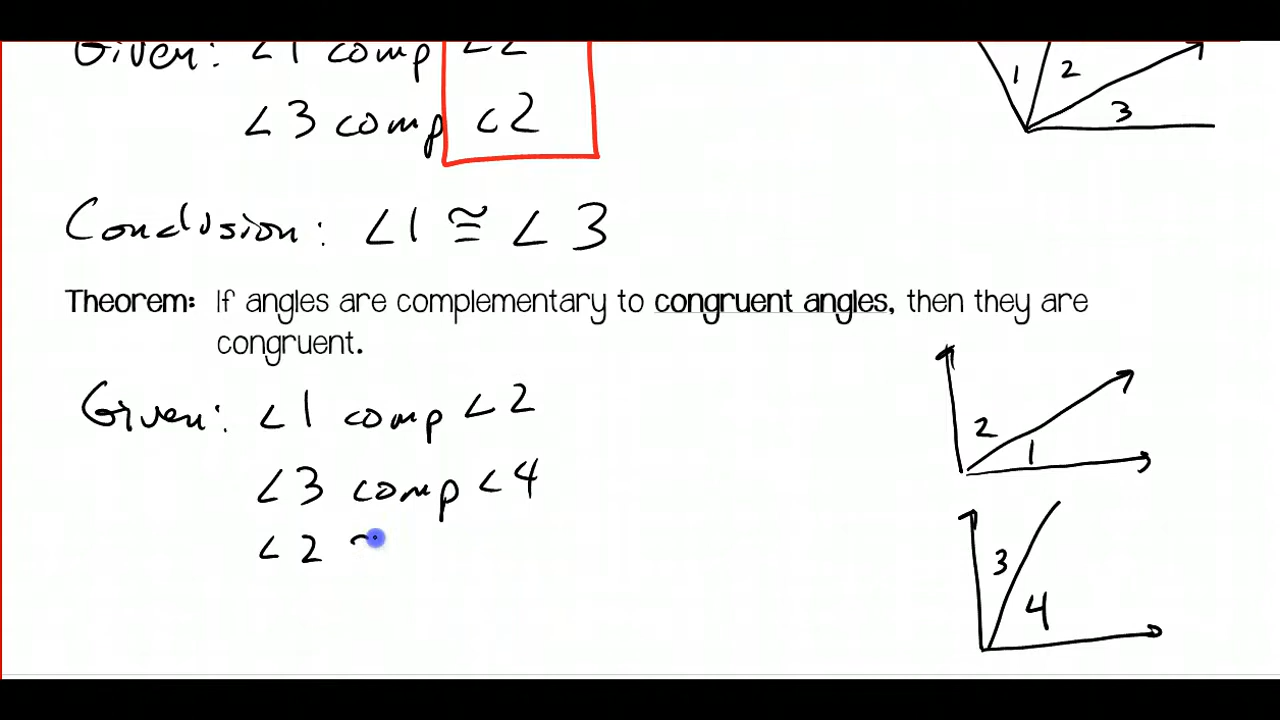 Given: ∠1 comp ∠2
∠3 comp ∠2
1 2
3
Conclusion: ∠1 ≅ ∠3
Theorem: If angles are complementary to congruent angles, then they are
congruent.
Given: ∠1 comp ∠2
∠3 comp ∠4
∠2 ~
2
1
3
4